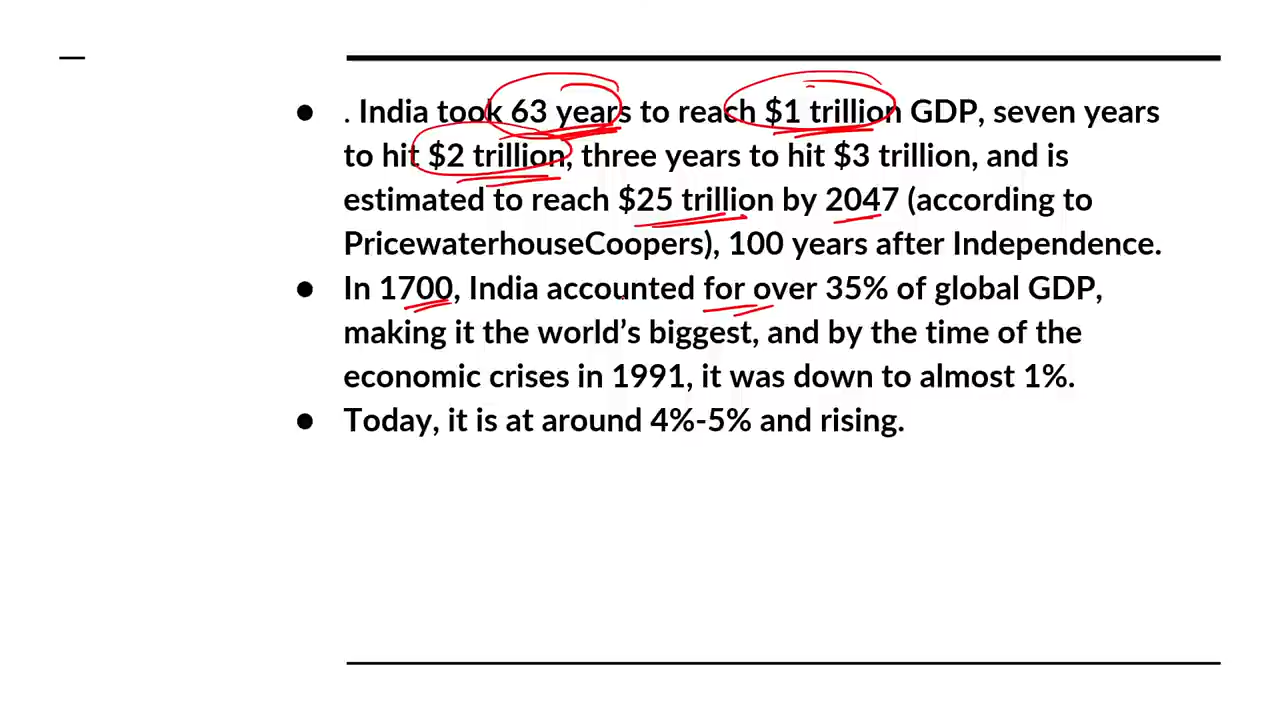 ● . India took 63 years to reach $1 trillion GDP, seven years
to hit $2 trillion, three years to hit $3 trillion, and is
estimated to reach $25 trillion by 2047 (according to
PricewaterhouseCoopers), 100 years after Independence.
● In 1700, India accounted for over 35% of global GDP,
making it the world’s biggest, and by the time of the
economic crises in 1991, it was down to almost 1%.
● Today, it is at around 4%-5% and rising.